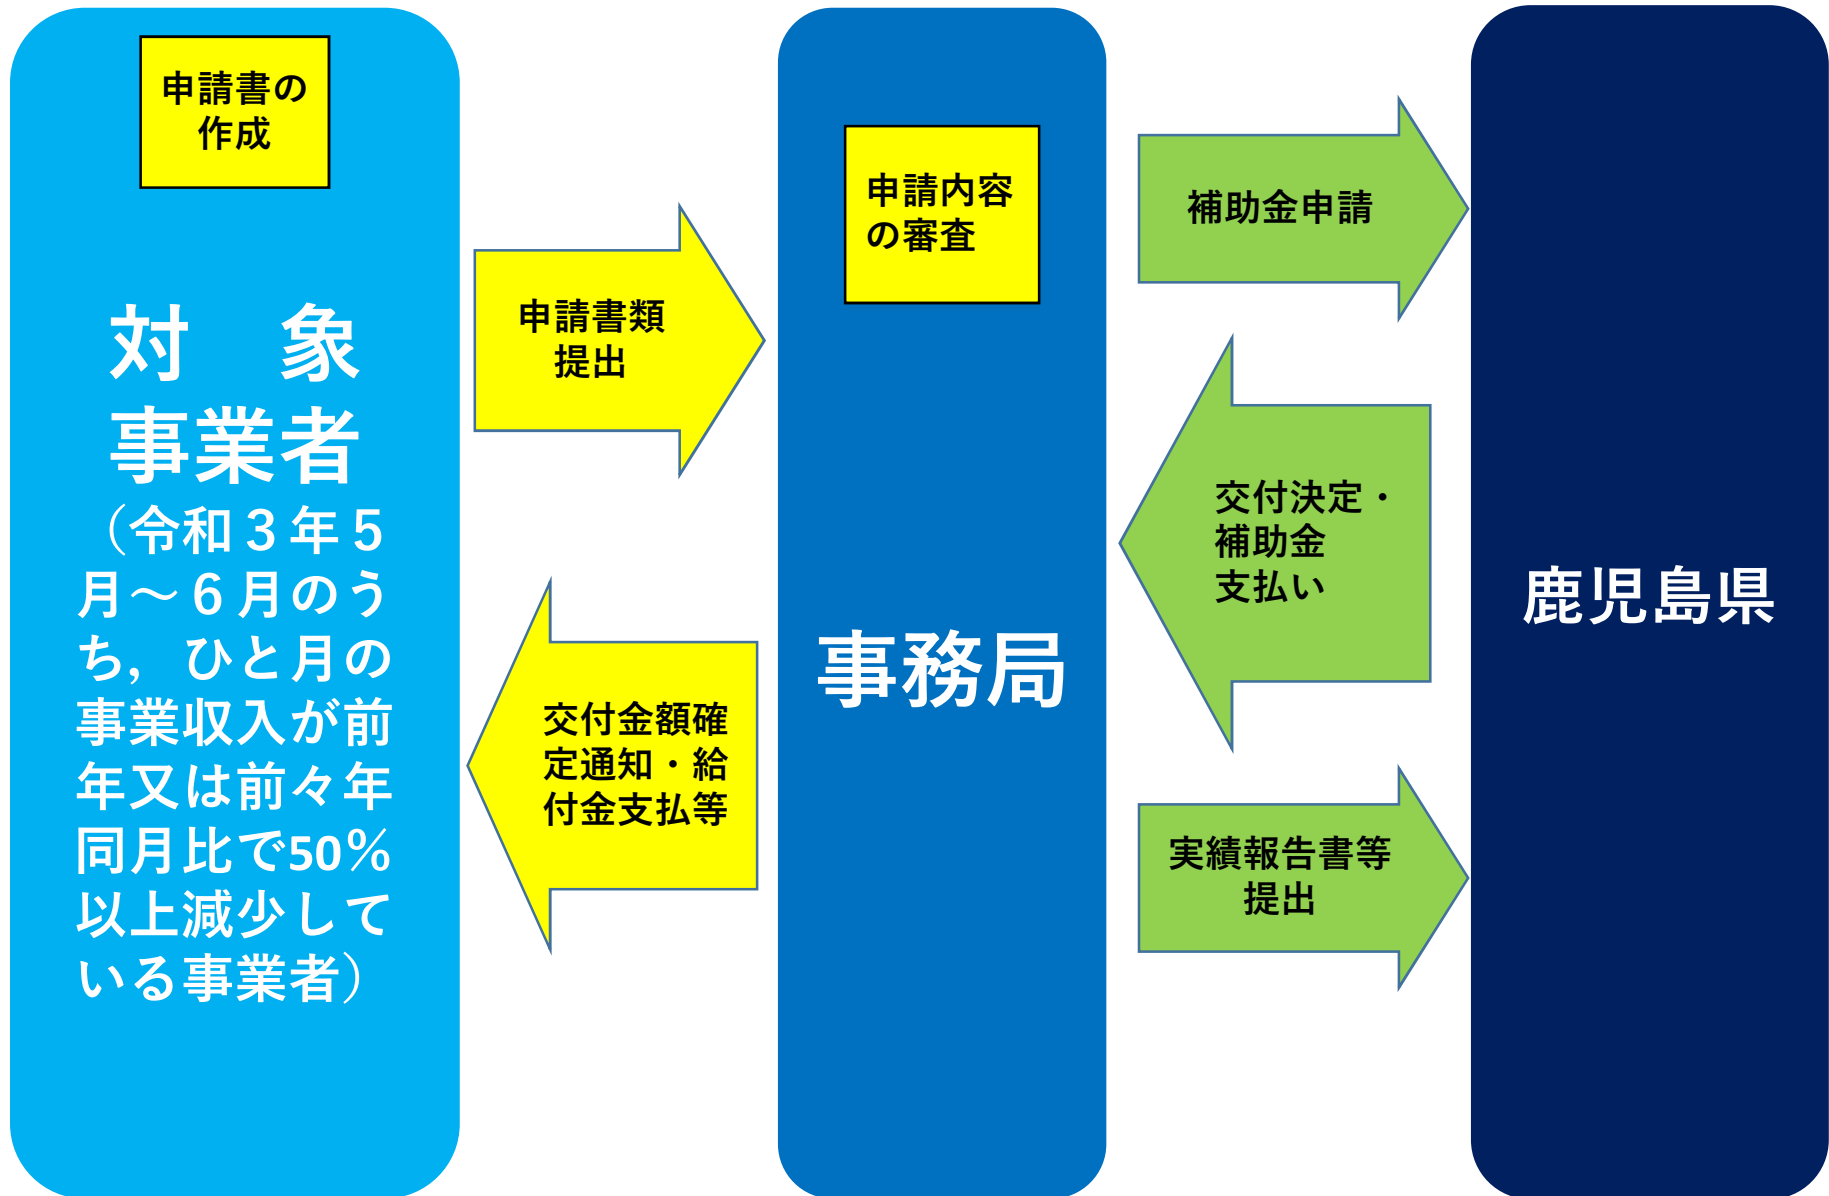 申請書の
作成
対　象
事業者
（令和３年５
月～６月のう
ち，ひと月の
事業収入が前
年又は前々年
同月比で50％
以上減少して
いる事業者）
申請書類
提出
交付金額確
定通知・給
付金支払等
申請内容
の審査
事務局
補助金申請
交付決定・
補助金
支払い
実績報告書等
提出
鹿児島県